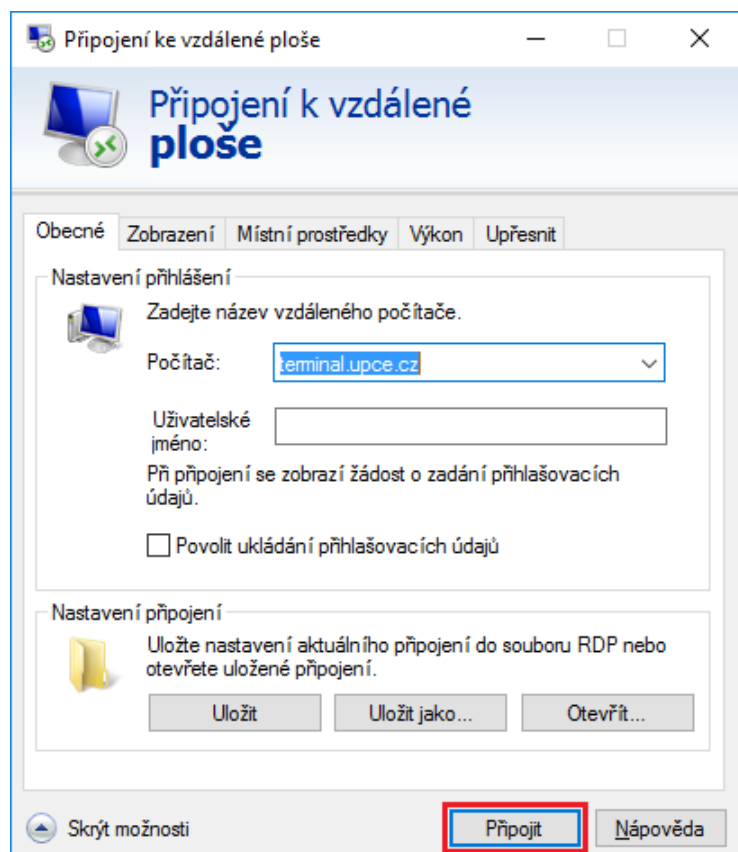 Připojení ke vzdálené ploše
Připojení k vzdálené
ploše
Obecné Zobrazení Místní prostředky Výkon Upřesnit
Nastavení přihlášení
Zadejte název vzdáleného počítače.
Počítač: terminal.upce.cz
Uživatelské
jméno:
Při připojení se zobrazí žádost o zadání přihlašovacích
údajů.
Povolit ukládání přihlašovacích údajů
Nastavení připojení
Uložte nastavení aktuálního připojení do souboru RDP nebo
otevřete uložené připojení.
Uložit Uložit jako... Otevřít...
Skrýt možnosti Připojit Nápověda